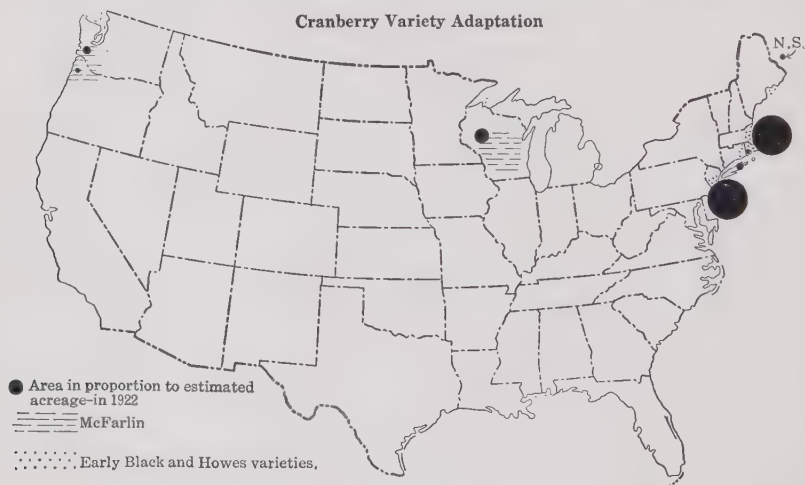 Cranberry Variety Adaptation
N.S.
Area in proportion to estimated
acreage-in 1922
McFarlin
Early Black and Howes varieties.